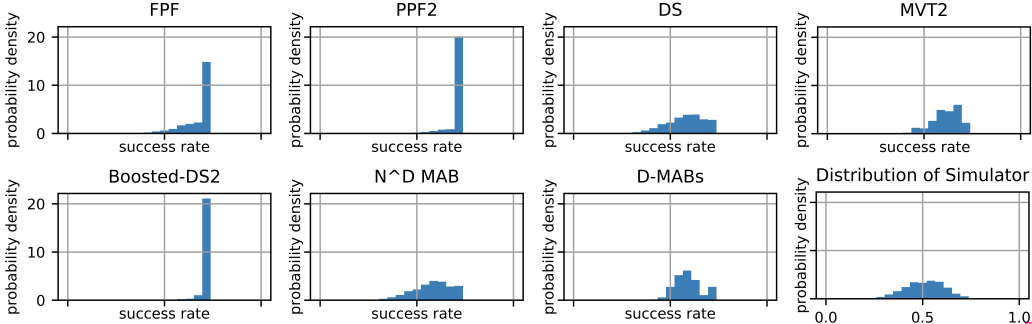 FPF
PPF2
DS
MVT2
probability density
20
10
0
success rate
probability density
success rate
probability density
success rate
probability density
success rate
Boosted-DS2
N^D MAB
D-MABs
Distribution of Simulator
probability density
20
10
0
success rate
probability density
success rate
probability density
success rate
probability density
0.0
0.5
1.0